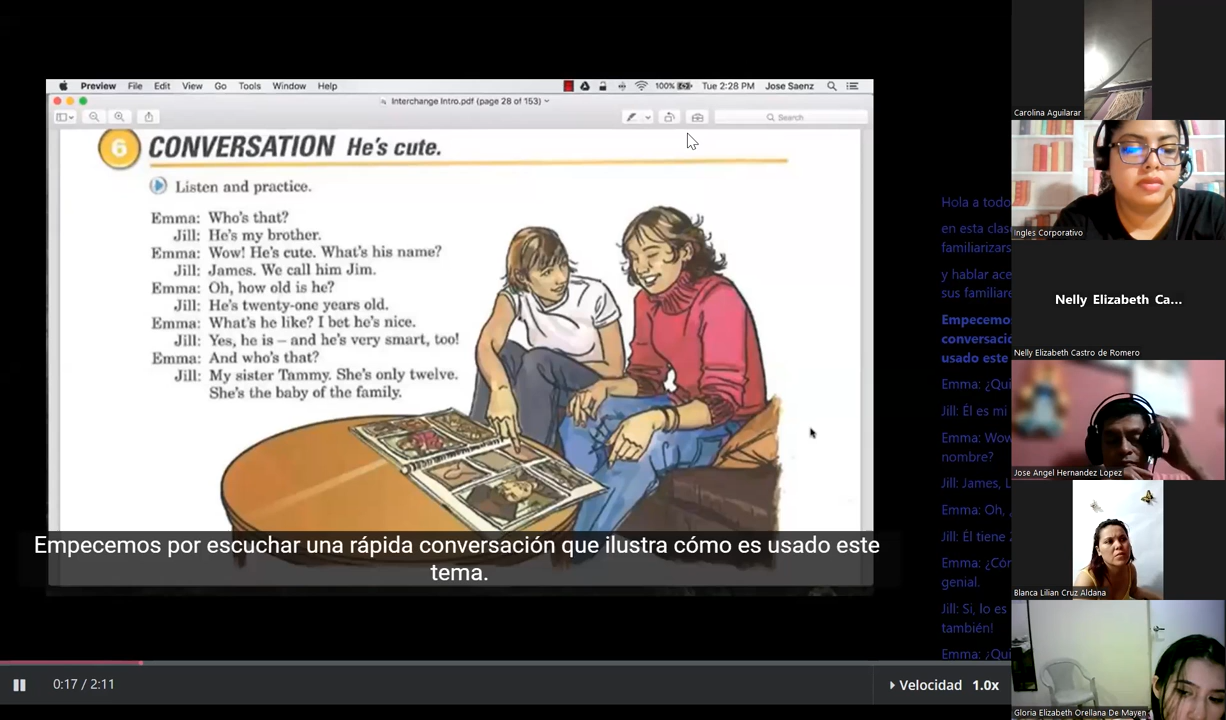 Preview File Edit View Go Tools Window Help 100% Tue 2:28 PM Jose Saenz
Interchange Intro.pdf (page 28 of 153)
Search
6 CONVERSATION He's cute.
Listen and practice.
Emma: Who's that?
Jill: He's my brother.
Emma: Wow! He's cute. What's his name?
Jill: James. We call him Jim.
Emma: Oh, how old is he?
Jill: He's twenty-one years old.
Emma: What's he like? I bet he's nice.
Jill: Yes, he is – and he's very smart, too!
Emma: And who's that?
Jill: My sister Tammy. She's only twelve.
She's the baby of the family.
Empecemos por escuchar una rápida conversación que ilustra cómo es usado este
tema.
0:17 / 2:11
Velocidad 1.0x
Hola a todo
en esta clas
familiarizars
y hablar ace
sus familiare
Empecemo
conversació
usado este
Emma: ¿Qui
Jill: Él es mi
Emma: Wow
nombre?
Jill: James, L
Emma: Oh, ¿
Jill: Él tiene 2
Emma: ¿Cór
genial.
Jill: Si, lo es
también!
Emma: ¿Qui
Carolina Aguilarar
Ingles Corporativo
Nelly Elizabeth Ca...
Nelly Elizabeth Castro de Romero
Jose Angel Hernandez Lopez
Blanca Lilian Cruz Aldana
Gloria Elizabeth Orellana De Mayen